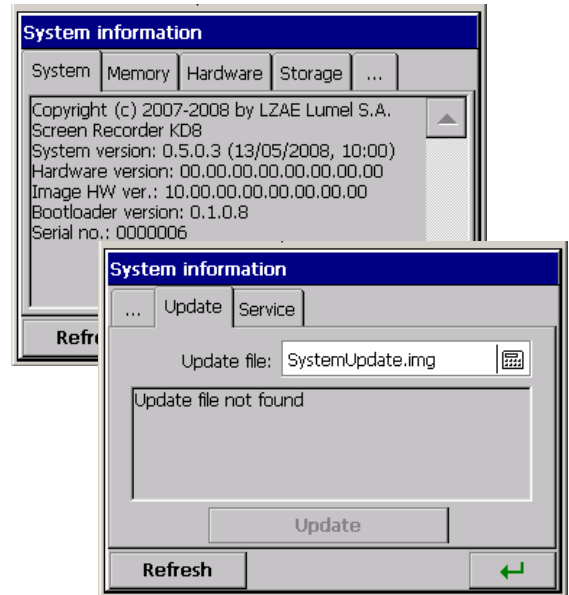 System information
System Memory Hardware Storage ...
Copyright (c) 2007-2008 by LZAE Lumel S.A.
Screen Recorder KD8
System version: 0.5.0.3 (13/05/2008, 10:00)
Hardware version: 00.00.00.00.00.00.00.00
Image HW ver.: 10.00.00.00.00.00.00.00
Bootloader version: 0.1.0.8
Serial no.: 0000006
Refre
System information
... Update Service
Update file: SystemUpdate.img
Update file not found
Update
Refresh